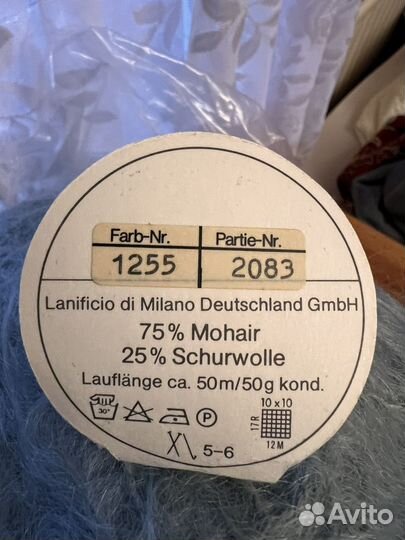 Farb-Nr. Partie-Nr.
1255 2083
Lanificio di Milano Deutschland GmbH
75% Mohair
25% Schurwolle
Lauflänge ca. 50m/50g kond.
30° P 17R 10 x 10
5-6 12M
Avito